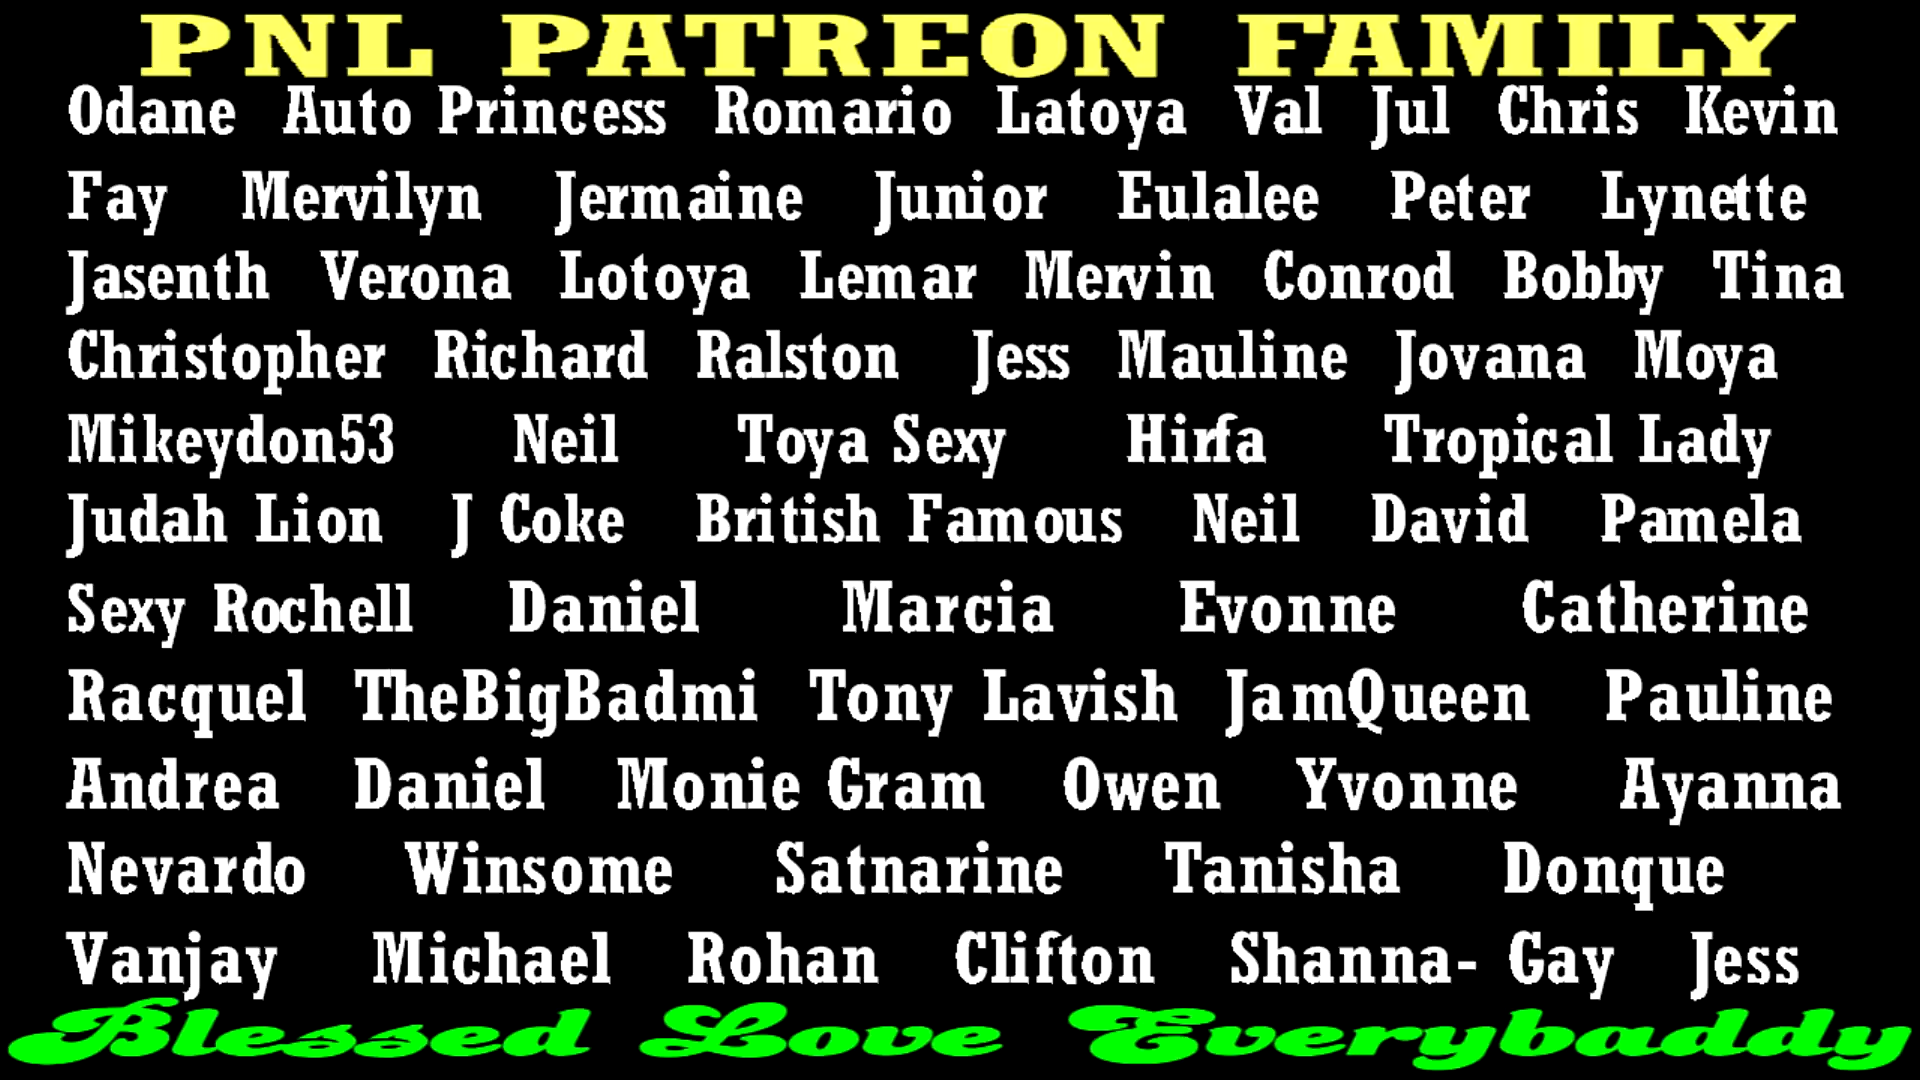 PNL PATREON FAMILY
Odane Auto Princess Romario Latoya Val Jul Chris Kevin
Fay Mervilyn Jermaine Junior Eulalee Peter Lynette
Jasenth Verona Lotoya Lemar Mervin Conrod Bobby Tina
Christopher Richard Ralston Jess Mauline Jovana Moya
Mikeydon53 Neil Toya Sexy Hirfa Tropical Lady
Judah Lion J Coke British Famous Neil David Pamela
Sexy Rochell Daniel Marcia Evonne Catherine
Racquel TheBigBadmi Tony Lavish JamQueen Pauline
Andrea Daniel Monie Gram Owen Yvonne Ayanna
Nevardo Winsome Satnarine Tanisha Donque
Vanjay Michael Rohan Clifton Shanna- Gay Jess
Blessed Love Everybaddy